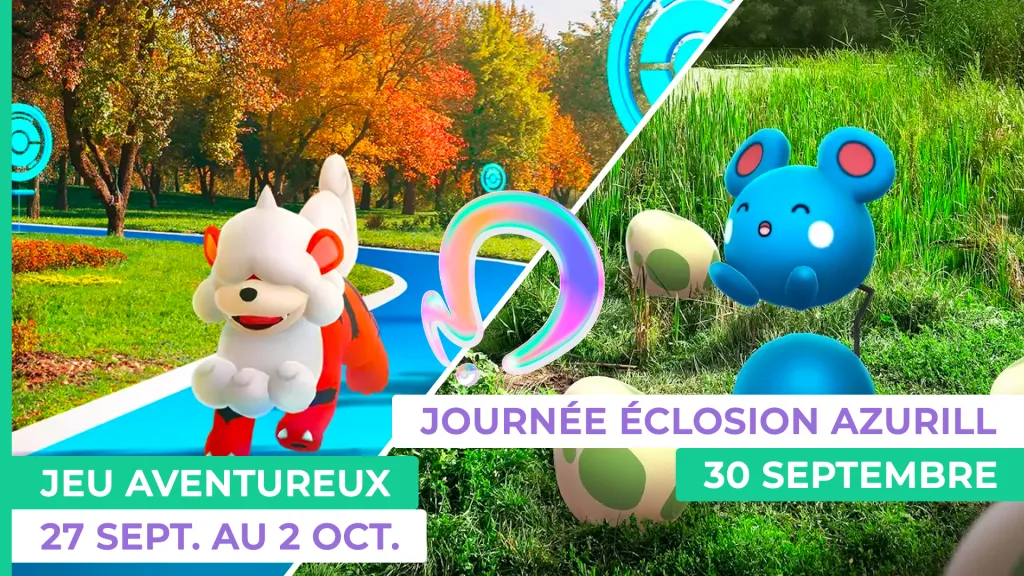 JOURNÉE ÉCLOSION AZURILL
30 SEPTEMBRE
JEU AVENTUREUX
27 SEPT. AU 2 OCT.